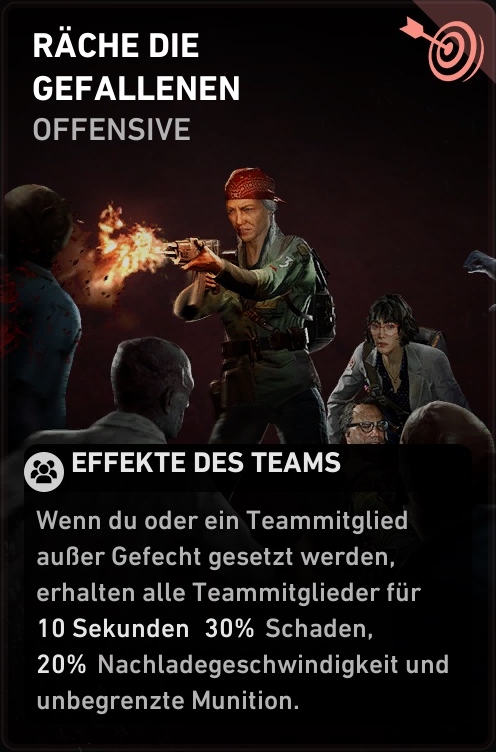 RÄCHE DIE
GEFALLENEN
OFFENSIVE
EFFEKTE DES TEAMS
Wenn du oder ein Teammitglied
außer Gefecht gesetzt werden,
erhalten alle Teammitglieder für
10 Sekunden 30% Schaden,
20% Nachladegeschwindigkeit und
unbegrenzte Munition.